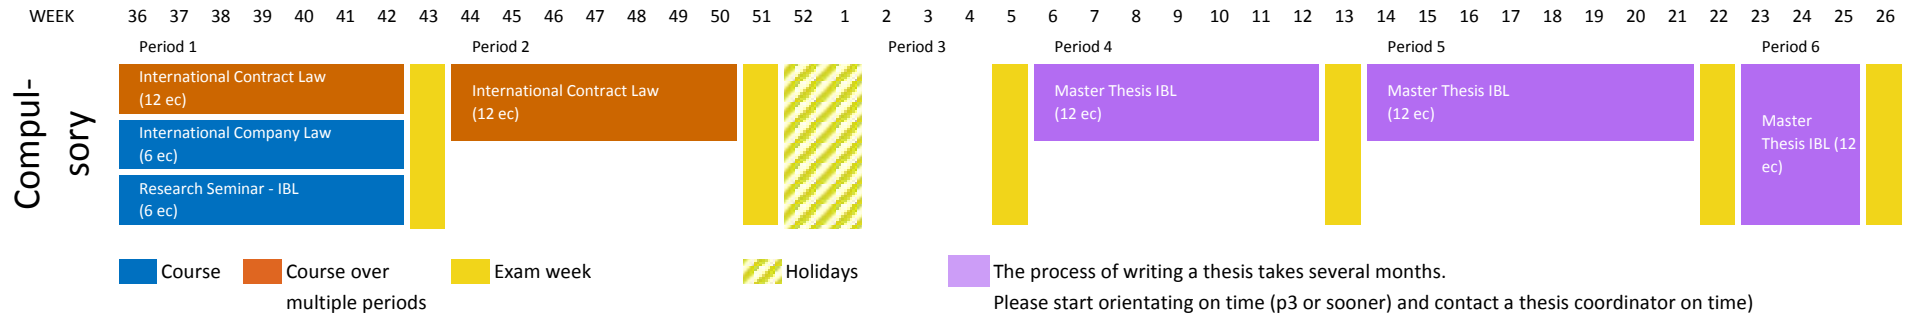 WEEK 36 37 38 39 40 41 42 43 44 45 46 47 48 49 50 51 52 1 2 3 4 5 6 7 8 9 10 11 12 13 14 15 16 17 18 19 20 21 22 23 24 25 26
Period 1 Period 2 Period 3 Period 4 Period 5 Period 6
Compul-
sory
International Contract Law
(12 ec)
International Company Law
(6 ec)
Research Seminar - IBL
(6 ec)
International Contract Law
(12 ec)
Master Thesis IBL
(12 ec)
Master Thesis IBL
(12 ec)
Master
Thesis IBL (12
ec)
Course
Course over
multiple periods
Exam week
Holidays
The process of writing a thesis takes several months.
Please start orientating on time (p3 or sooner) and contact a thesis coordinator on time)